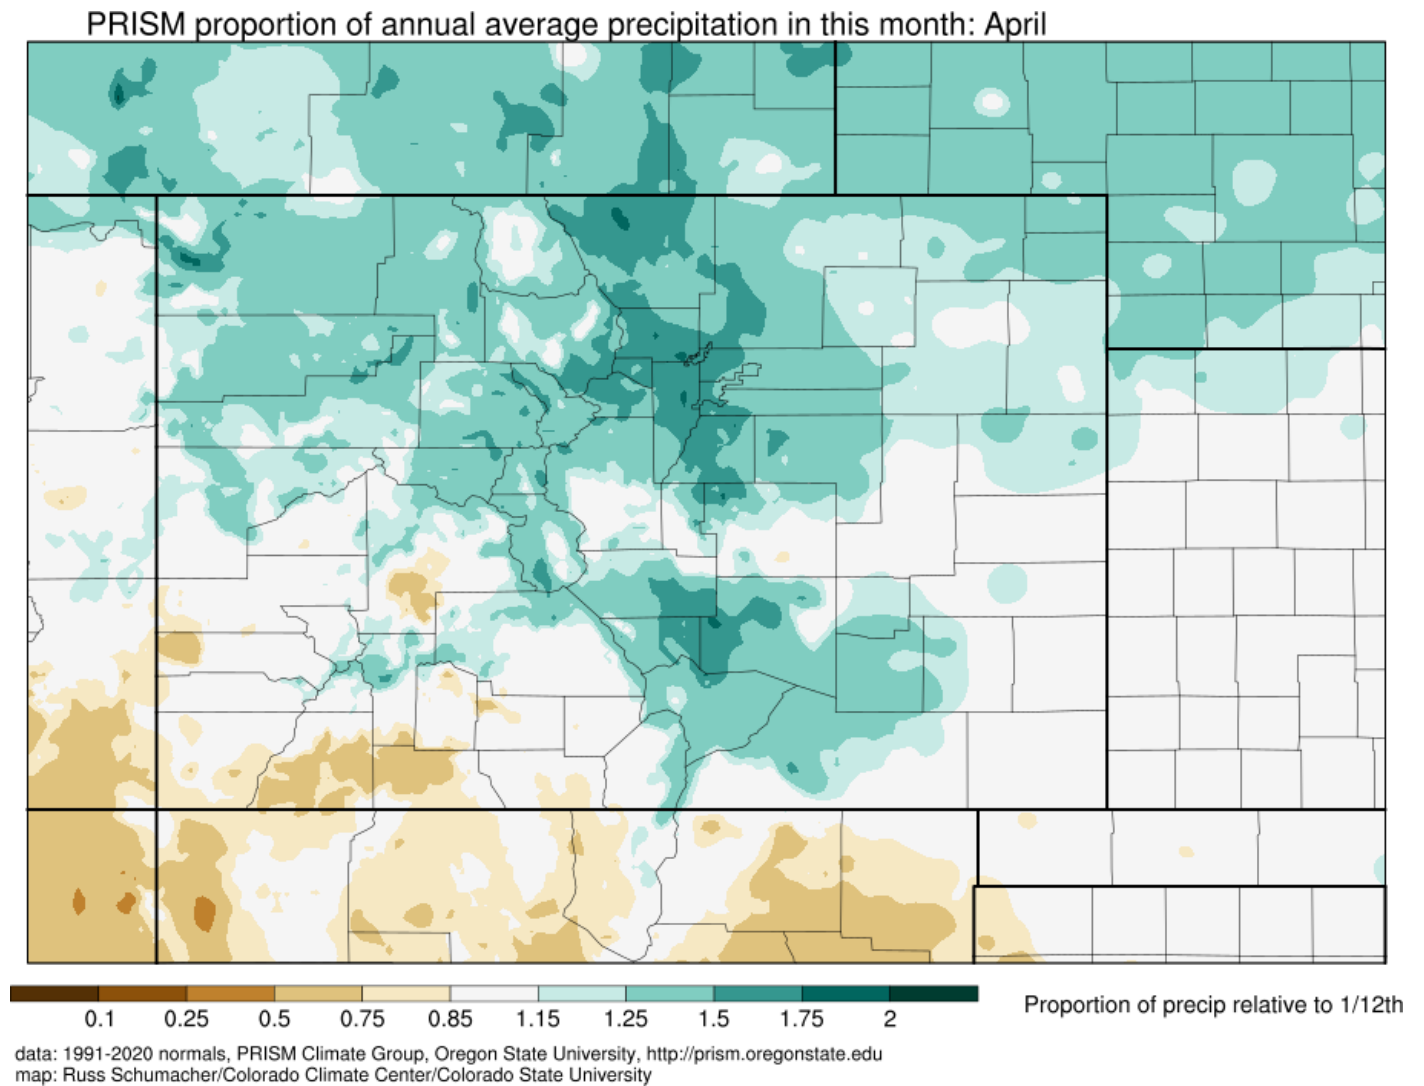 PRISM proportion of annual average precipitation in this month: April
0.1 0.25 0.5 0.75 0.85 1.15 1.25 1.5 1.75 2
Proportion of precip relative to 1/12th
data: 1991-2020 normals, PRISM Climate Group, Oregon State University, http://prism.oregonstate.edu
map: Russ Schumacher/Colorado Climate Center/Colorado State University